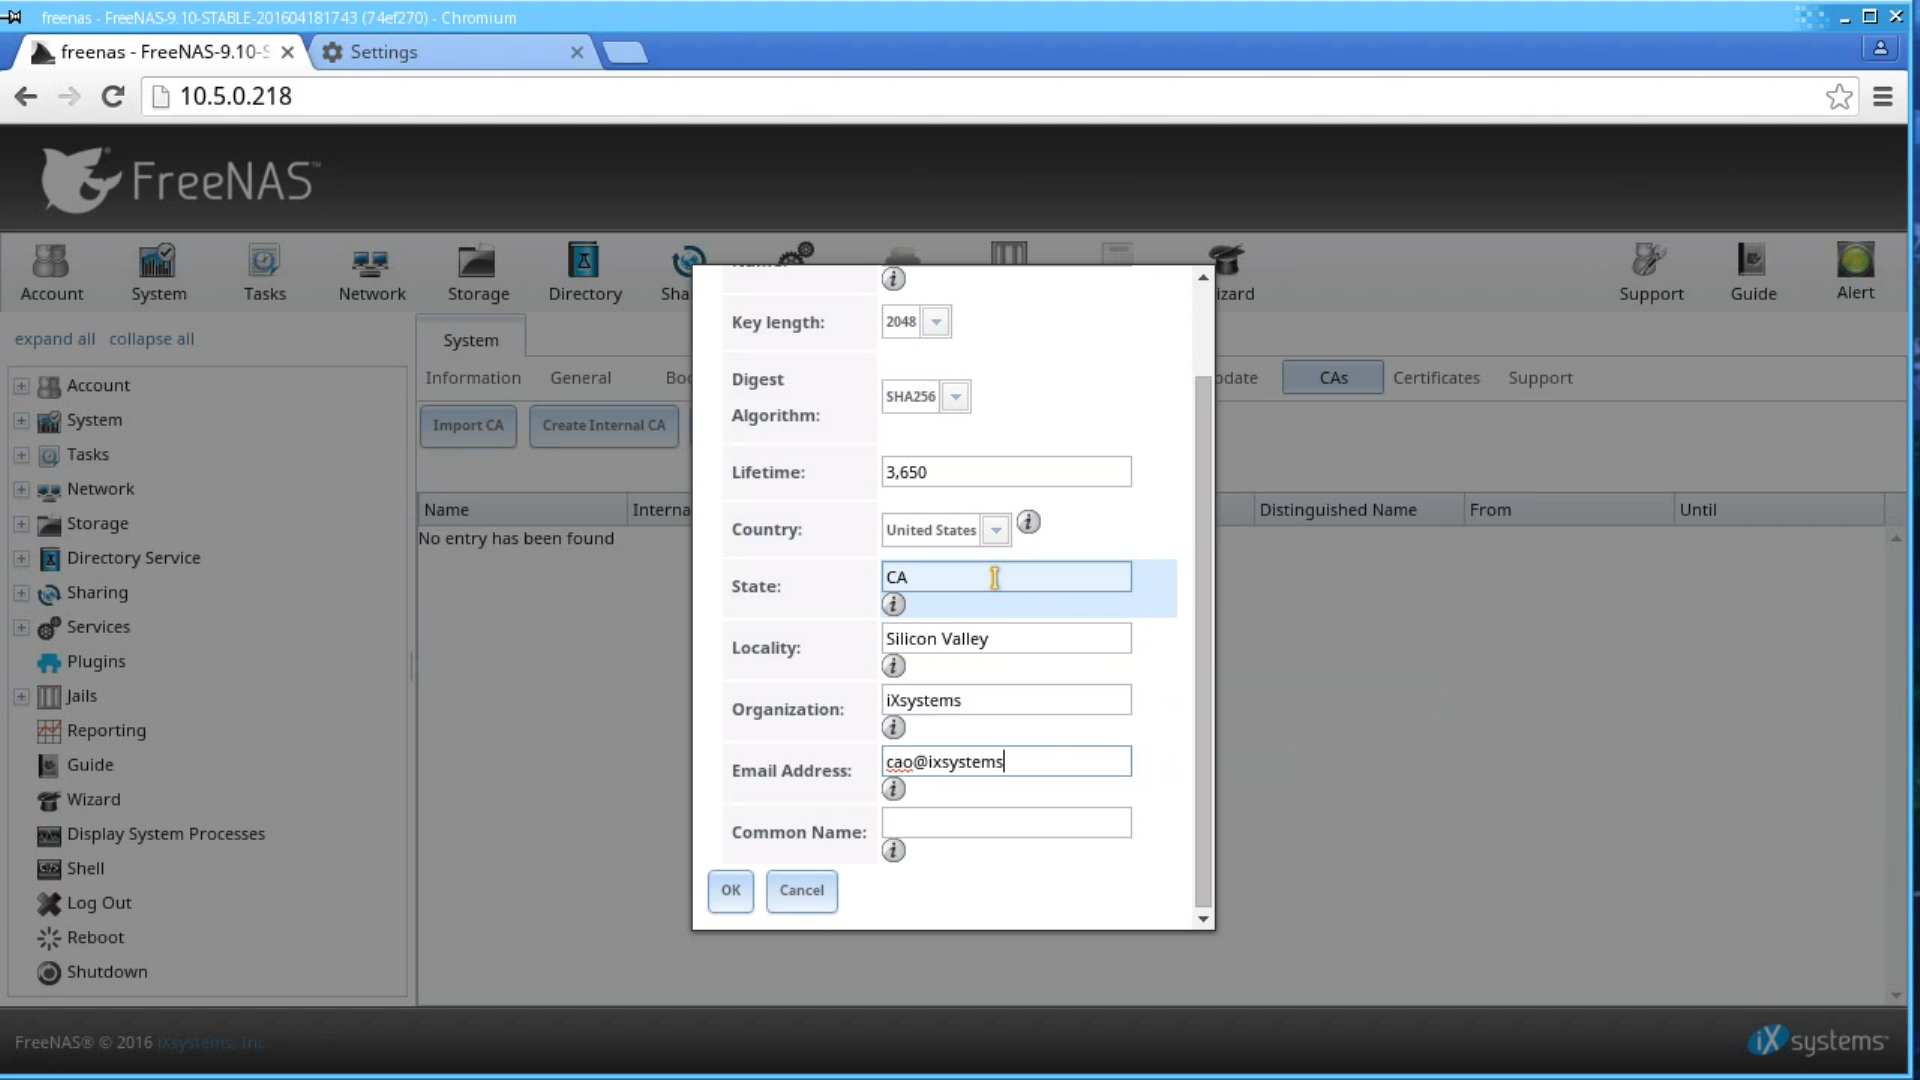 freenas - FreeNAS-9.10-STABLE-201604181743 (74ef270) - Chromium
freenas - FreeNAS-9.10-S
Settings
10.5.0.218
FreeNAS™
Account
System
Tasks
Network
Storage
Directory
Sha
izard
Support
Guide
Alert
expand all collapse all
System
Information
General
Boo
pdate
CAs
Certificates
Support
Import CA
Create Internal CA
Name
Interna
Distinguished Name
From
Until
No entry has been found
Account
System
Tasks
Network
Storage
Directory Service
Sharing
Services
Plugins
Jails
Reporting
Guide
Wizard
Display System Processes
Shell
Log Out
Reboot
Shutdown
Key length:
2048
Digest
Algorithm:
SHA256
Lifetime:
3,650
Country:
United States
State:
CA
Locality:
Silicon Valley
Organization:
iXsystems
Email Address:
cao@ixsystems
Common Name:
OK
Cancel
FreeNAS® © 2016 iXsystems, Inc.
iXsystems